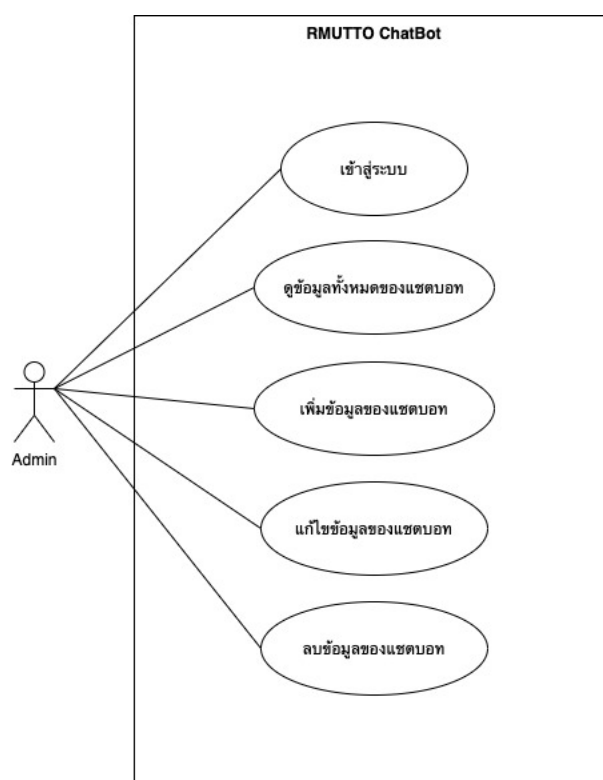 RMUTTO ChatBot
เข้าสู่ระบบ
ดูข้อมูลทั้งหมดของแชตบอท
เพิ่มข้อมูลของแชตบอท
Admin
แก้ไขข้อมูลของแชตบอท
ลบข้อมูลของแชตบอท